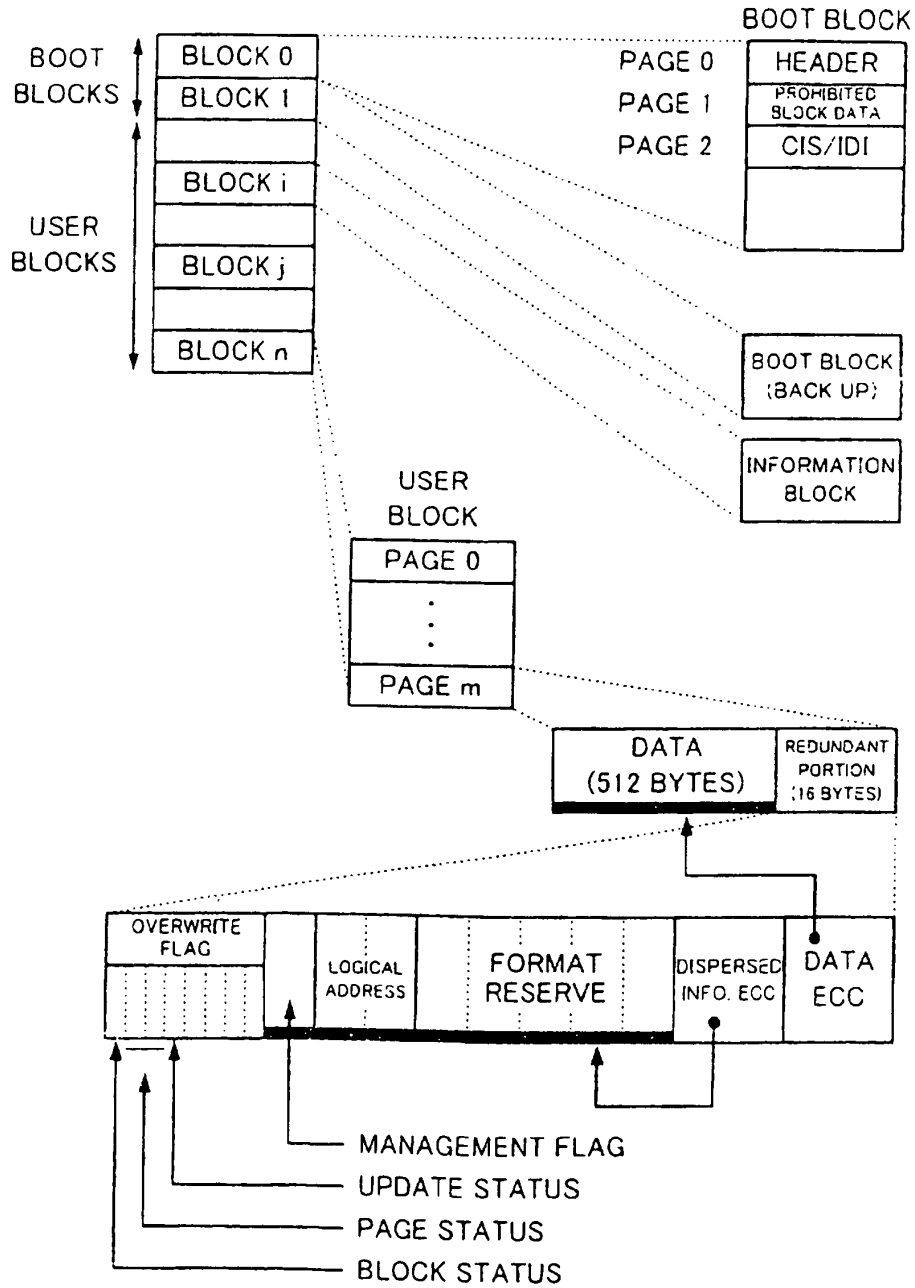 BOOT
BLOCKS
USER
BLOCKS
BLOCK 0
BLOCK 1
BLOCK i
BLOCK j
BLOCK n
BOOT BLOCK
PAGE 0
HEADER
PAGE 1
PROHIBITED
BLOCK DATA
PAGE 2
CIS/IDI
BOOT BLOCK
(BACK UP)
INFORMATION
BLOCK
USER
BLOCK
PAGE 0
PAGE m
DATA
(512 BYTES)
REDUNDANT
PORTION
(16 BYTES)
OVERWRITE
FLAG
LOGICAL
ADDRESS
FORMAT
RESERVE
DISPERSED
INFO. ECC
DATA
ECC
MANAGEMENT FLAG
UPDATE STATUS
PAGE STATUS
BLOCK STATUS